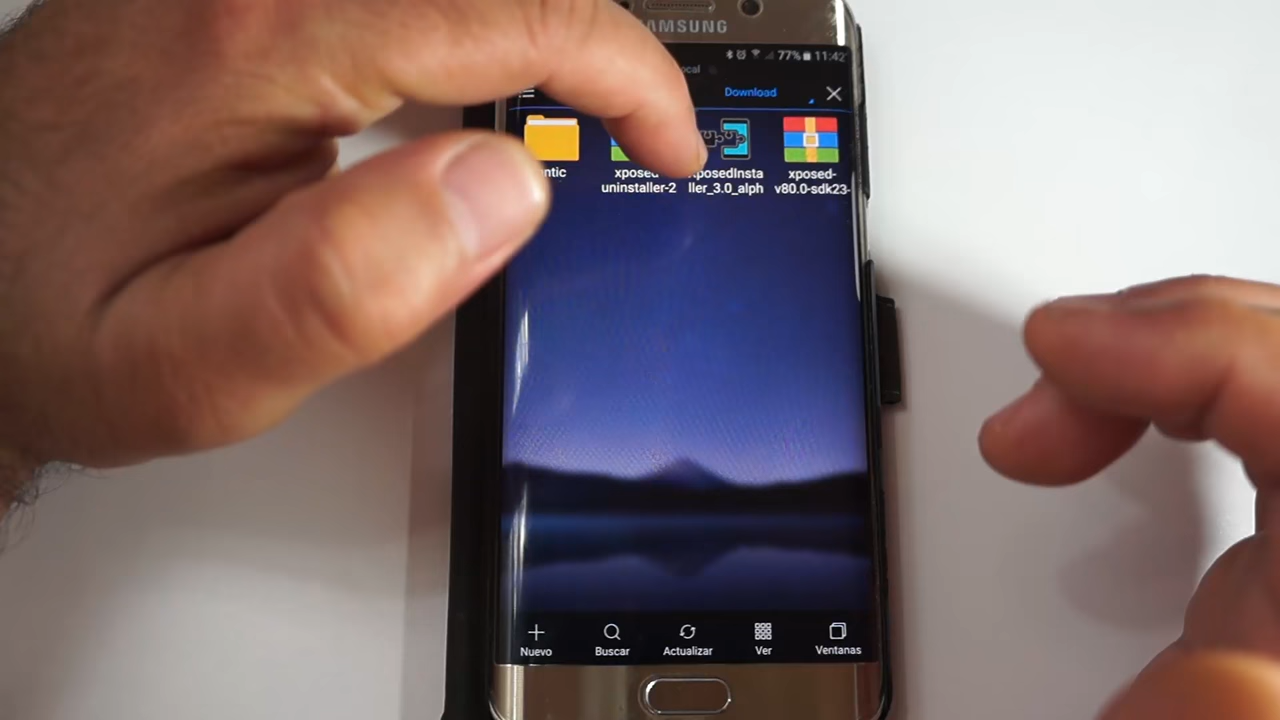 SAMSUNG
77% 11:42
Download
xposed-
uninstaller-2
XposedInsta
ller_3.0_alph
xposed-
v80.0-sdk23-
Nuevo
Buscar
Actualizar
Ver
Ventanas